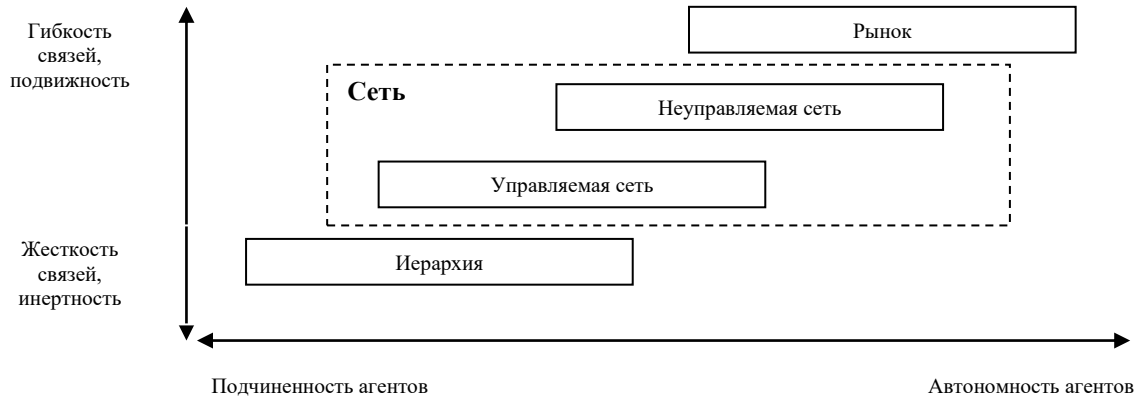 Гибкость
связей,
подвижность
Рынок
Сеть
Неуправляемая сеть
Управляемая сеть
Жесткость
связей,
инертность
Иерархия
Подчиненность агентов
Автономность агентов